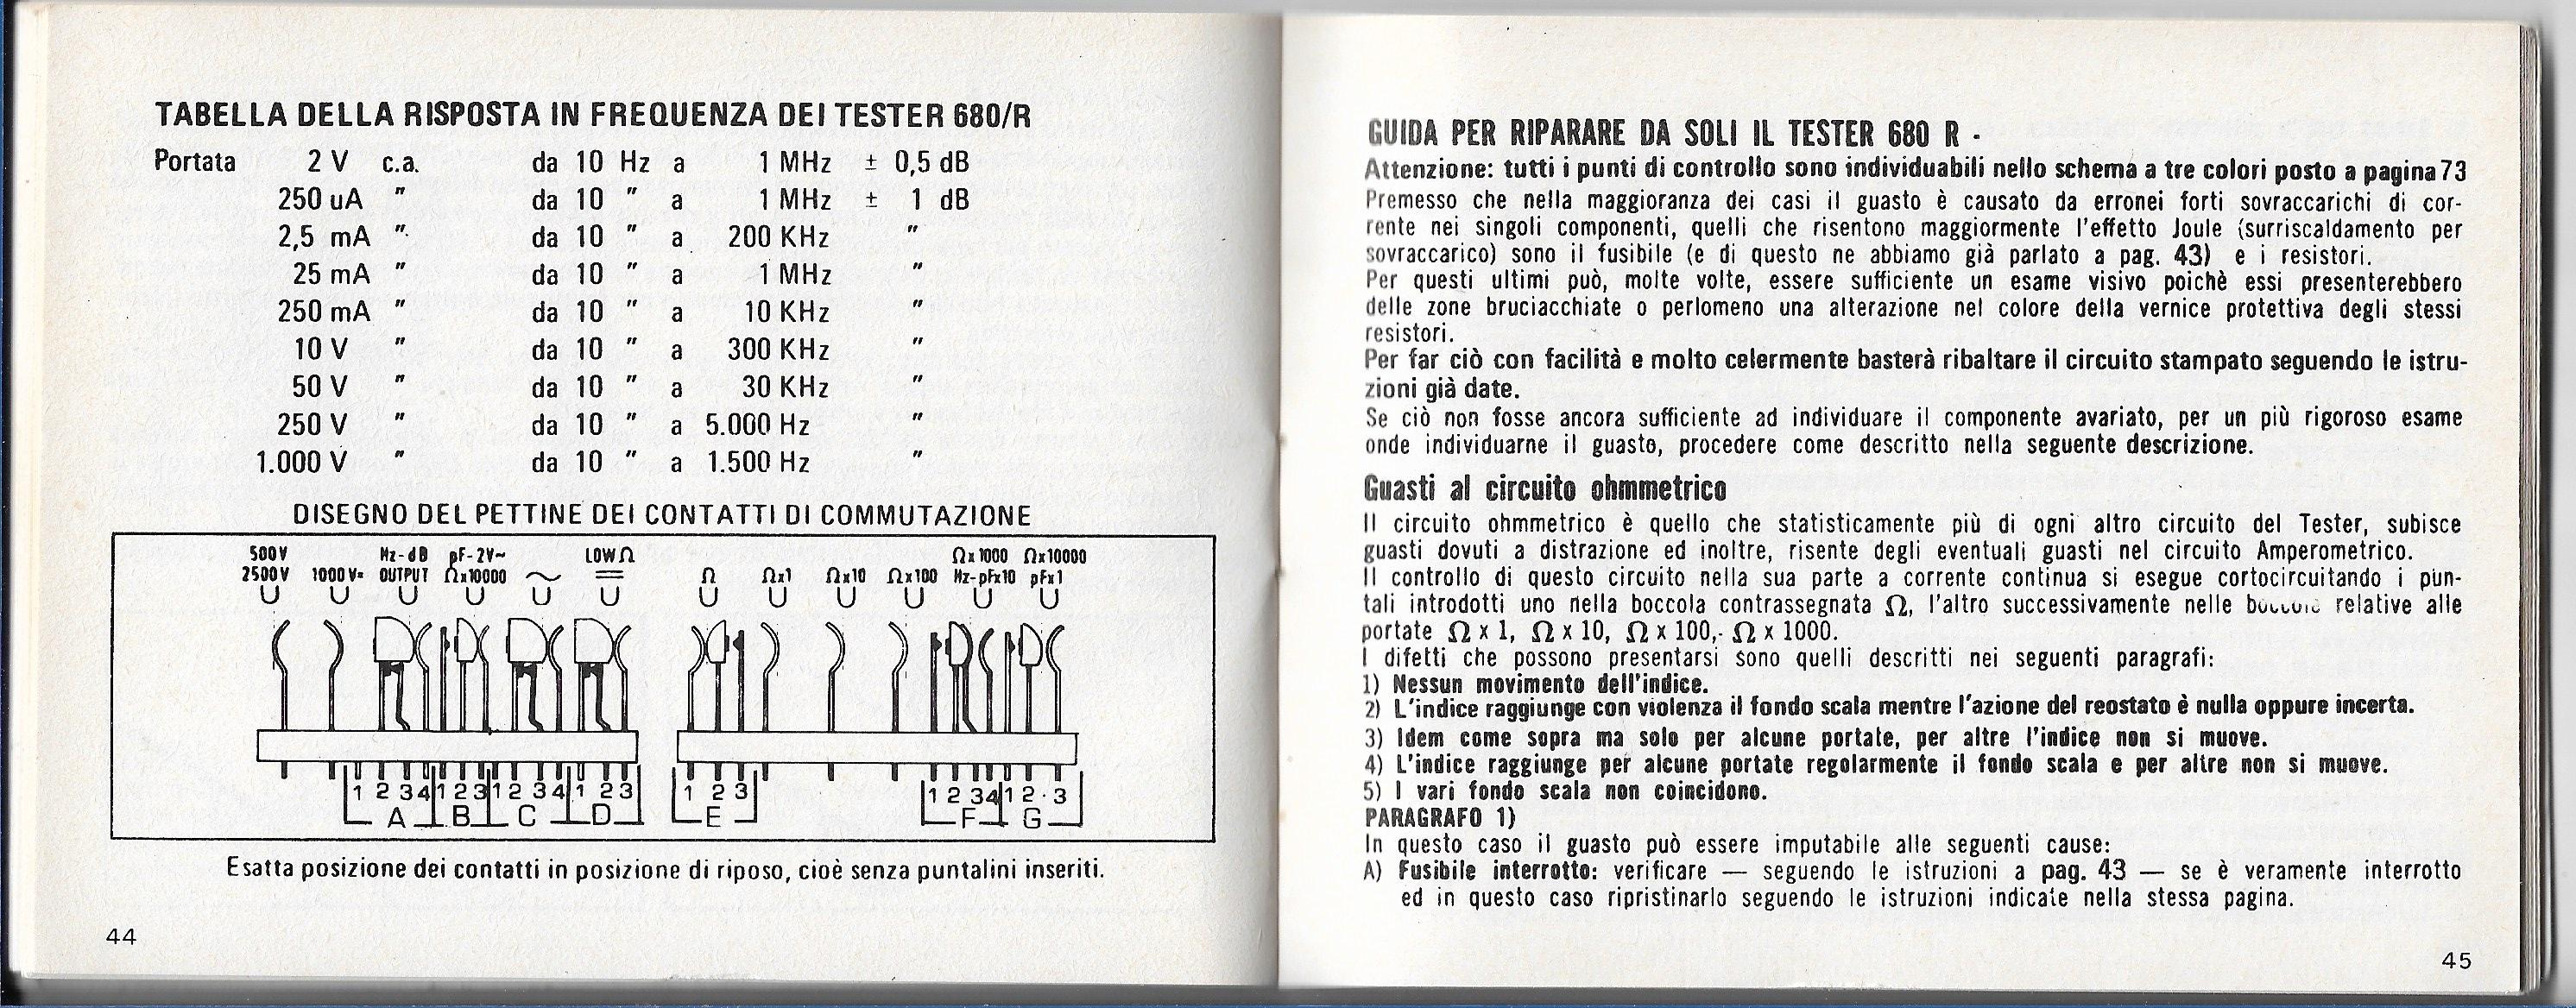 TABELLA DELLA RISPOSTA IN FREQUENZA DEI TESTER 680/R
Portata 2 V c.a. da 10 Hz a 1 MHz ± 0,5 dB
250 uA " da 10 " a 1 MHz ± 1 dB
2,5 mA " da 10 " a 200 KHz "
25 mA " da 10 " a 1 MHz "
250 mA " da 10 " a 10 KHz "
10 V " da 10 " a 300 KHz "
50 V " da 10 " a 30 KHz "
250 V " da 10 " a 5.000 Hz "
1.000 V " da 10 " a 1.500 Hz "
DISEGNO DEL PETTINE DEI CONTATTI DI COMMUTAZIONE
500V Hz-dB pF-2V~ LOWΩ Ωx1000 Ωx10000
2500V 1000V= OUTPUT Ωx10000 ~ = Ω Ωx1 Ωx10 Ωx100 Hz-pFx10 pFx1
1 2 3 4 1 2 3 1 2 3 4 1 2 3 1 2 3 1 2 3 4 1 2 · 3
A B C D E F G
Esatta posizione dei contatti in posizione di riposo, cioè senza puntalini inseriti.
44
GUIDA PER RIPARARE DA SOLI IL TESTER 680 R -
Attenzione: tutti i punti di controllo sono individuabili nello schema a tre colori posto a pagina 73
Premesso che nella maggioranza dei casi il guasto è causato da erronei forti sovraccarichi di cor-
rente nei singoli componenti, quelli che risentono maggiormente l'effetto Joule (surriscaldamento per
sovraccarico) sono il fusibile (e di questo ne abbiamo già parlato a pag. 43) e i resistori.
Per questi ultimi può, molte volte, essere sufficiente un esame visivo poichè essi presenterebbero
delle zone bruciacchiate o perlomeno una alterazione nel colore della vernice protettiva degli stessi
resistori.
Per far ciò con facilità e molto celermente basterà ribaltare il circuito stampato seguendo le istru-
zioni già date.
Se ciò non fosse ancora sufficiente ad individuare il componente avariato, per un più rigoroso esame
onde individuarne il guasto, procedere come descritto nella seguente descrizione.
Guasti al circuito ohmmetrico
Il circuito ohmmetrico è quello che statisticamente più di ogni altro circuito del Tester, subisce
guasti dovuti a distrazione ed inoltre, risente degli eventuali guasti nel circuito Amperometrico.
Il controllo di questo circuito nella sua parte a corrente continua si esegue cortocircuitando i pun-
tali introdotti uno nella boccola contrassegnata Ω, l'altro successivamente nelle relative alle
portate Ω x 1, Ω x 10, Ω x 100, Ω x 1000.
I difetti che possono presentarsi sono quelli descritti nei seguenti paragrafi:
1) Nessun movimento dell'indice.
2) L'indice raggiunge con violenza il fondo scala mentre l'azione del reostato è nulla oppure incerta.
3) Idem come sopra ma solo per alcune portate, per altre l'indice non si muove.
4) L'indice raggiunge per alcune portate regolarmente il fondo scala e per altre non si muove.
5) I vari fondo scala non coincidono.
PARAGRAFO 1)
In questo caso il guasto può essere imputabile alle seguenti cause:
A) Fusibile interrotto: verificare — seguendo le istruzioni a pag. 43 — se è veramente interrotto
ed in questo caso ripristinarlo seguendo le istruzioni indicate nella stessa pagina.
45